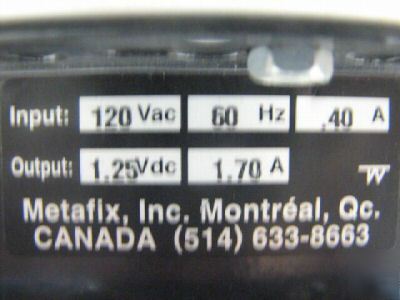 Input: 120 Vac 60 Hz .40 A
Output: 1.25 Vdc 1.70 A
Metafix, Inc. Montréal, Qc.
CANADA (514) 633-8663